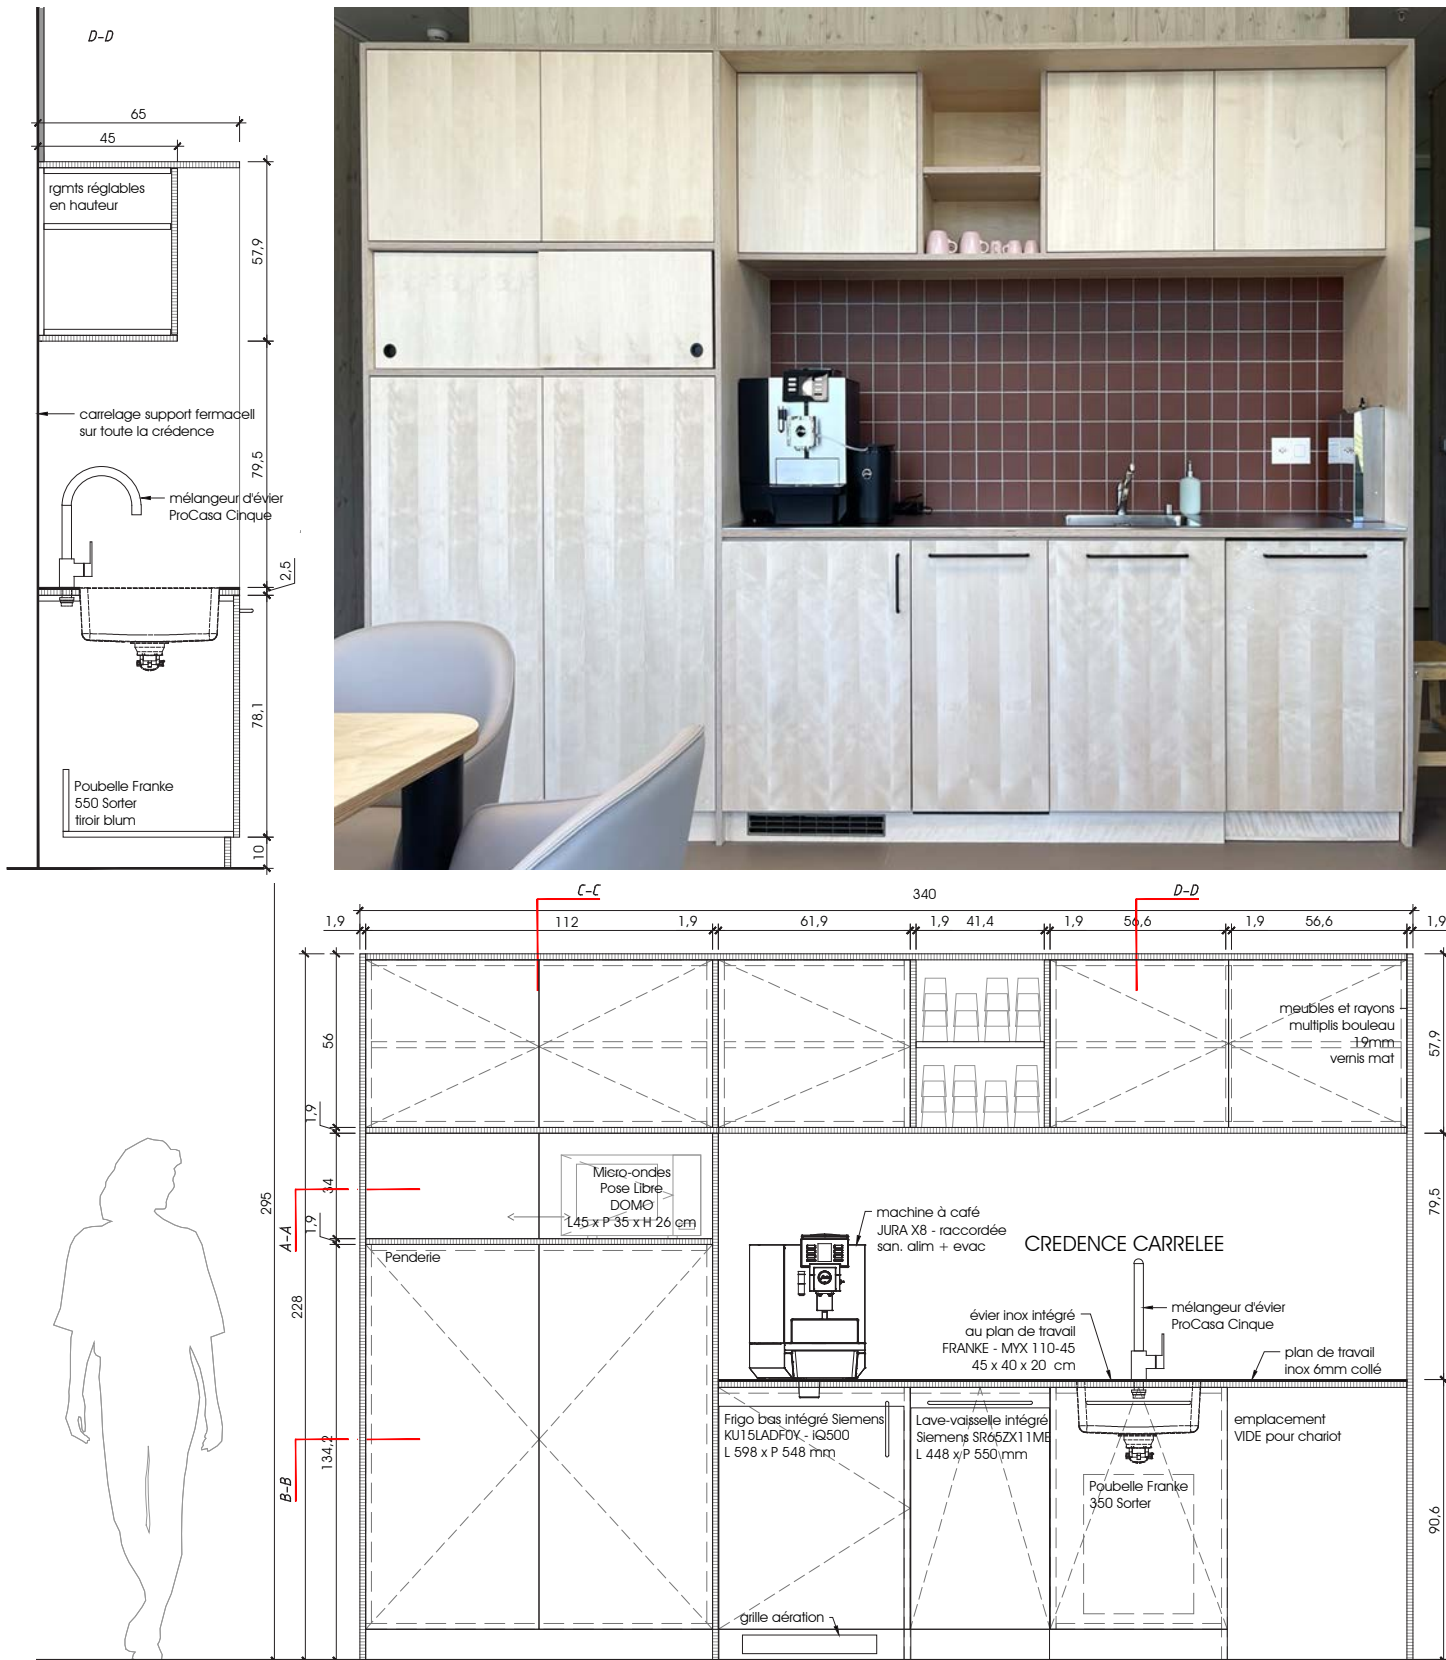 D-D
65
45
rgmts réglables
en hauteur
57,9
carrelage support fermacell
sur toute la crédence
79,5
mélangeur d'évier
ProCasa Cinque
2,5
78,1
Poubelle Franke
550 Sorter
tiroir blum
10
C-C
340
D-D
1,9
112
1,9
61,9
1,9
41,4
1,9
56,6
1,9
56,6
1,9
56
meubles et rayons
multiplis bouleau
19mm
vernis mat
57,9
1,9
34
Micro-ondes
Pose Libre
DOMO
L45 x P 35 x H 26 cm
295
A-A
1,9
79,5
machine à café
JURA X8 - raccordée
san. alim + evac
CREDENCE CARRELEE
Penderie
228
mélangeur d'évier
ProCasa Cinque
évier inox intégré
au plan de travail
FRANKE - MYX 110-45
45 x 40 x 20 cm
plan de travail
inox 6mm collé
134,2
B-B
Frigo bas intégré Siemens
KU15LADF0Y - iQ500
L 598 x P 548 mm
Lave-vaisselle intégré
Siemens SR65ZX11ME
L 448 x P 550 mm
emplacement
VIDE pour chariot
Poubelle Franke
350 Sorter
90,6
grille aération